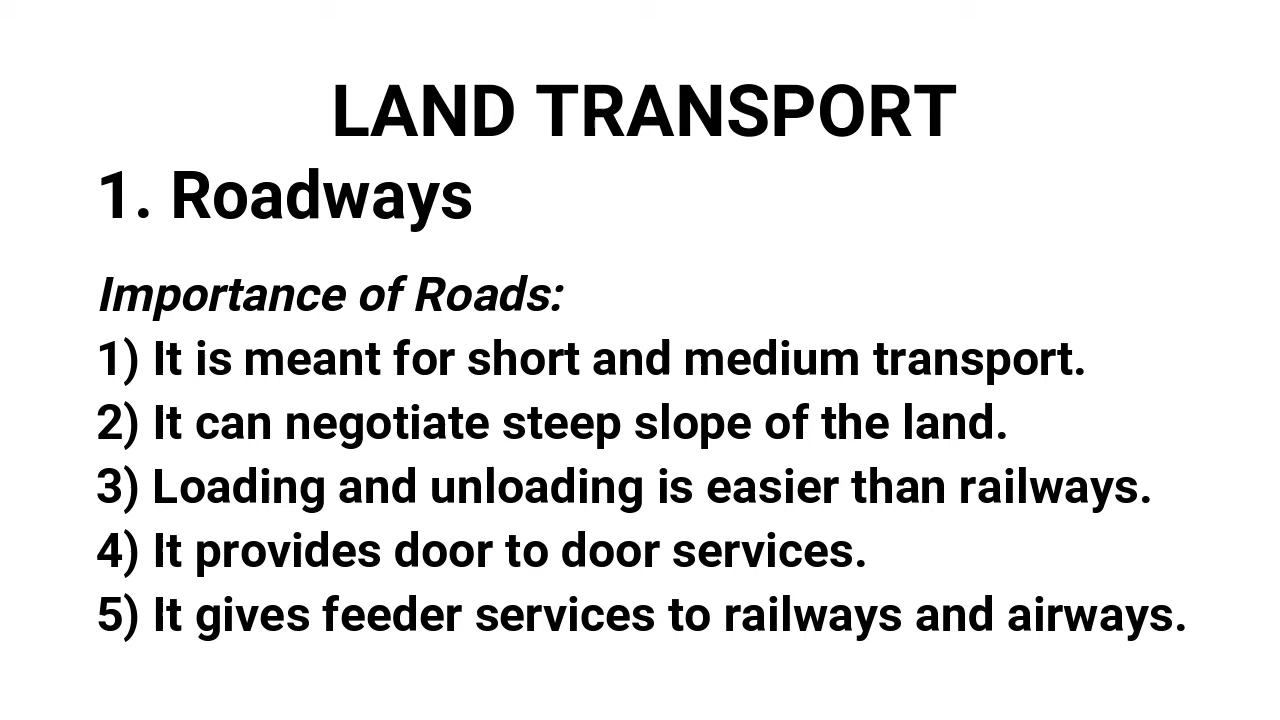 LAND TRANSPORT
1. Roadways
Importance of Roads:
1) It is meant for short and medium transport.
2) It can negotiate steep slope of the land.
3) Loading and unloading is easier than railways.
4) It provides door to door services.
5) It gives feeder services to railways and airways.